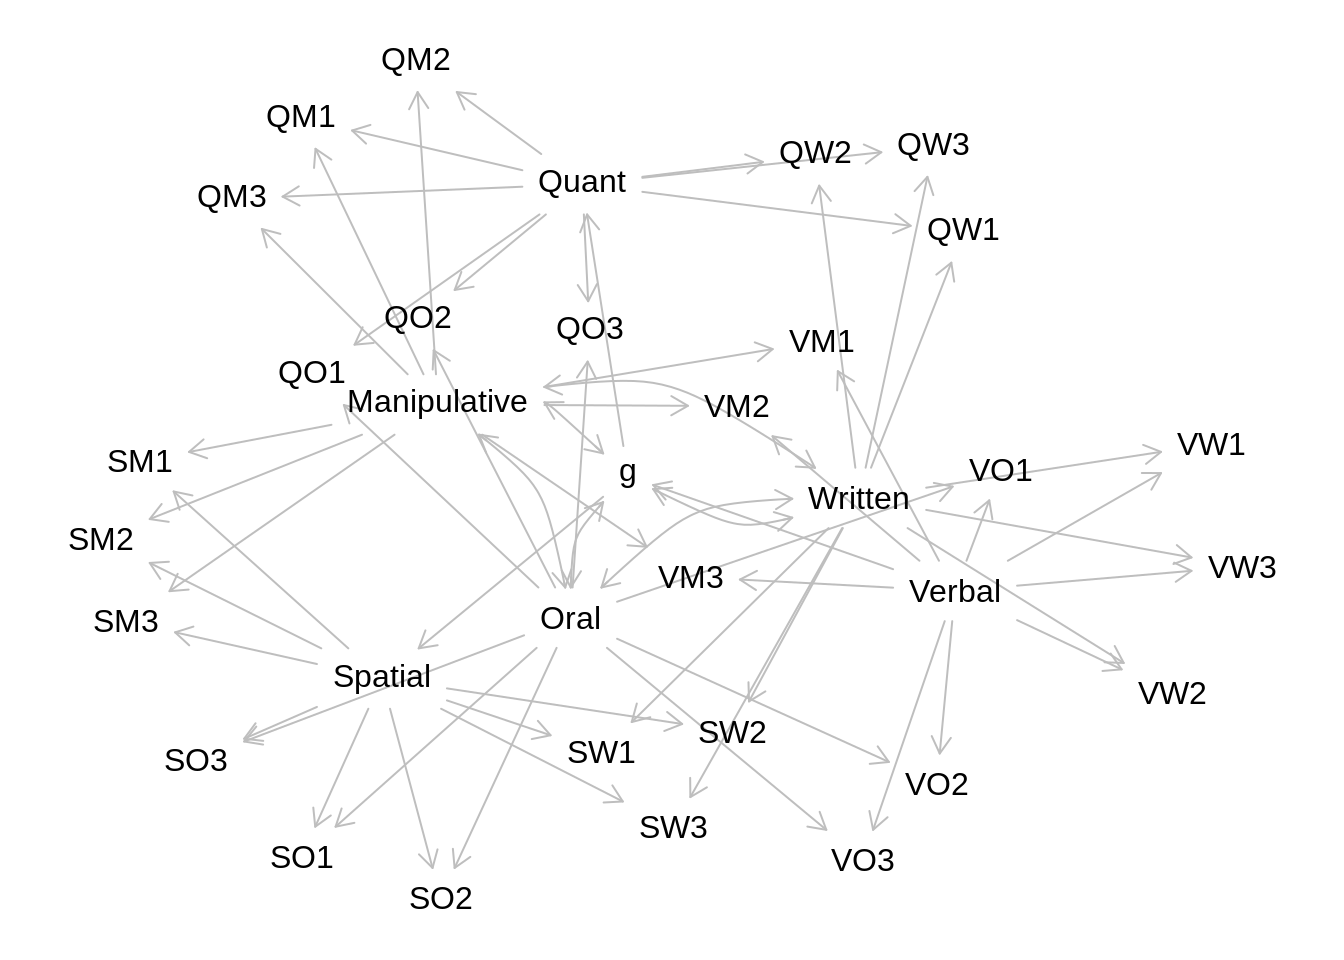 QM2
QM1
QW3
QW2
Quant
QM3
QW1
QO2
QO3
VM1
QO1
Manipulative
VM2
VW1
SM1
g
VO1
Written
SM2
VW3
VM3
Verbal
SM3
Oral
Spatial
VW2
SW2
SW1
SO3
VO2
SW3
SO1
VO3
SO2